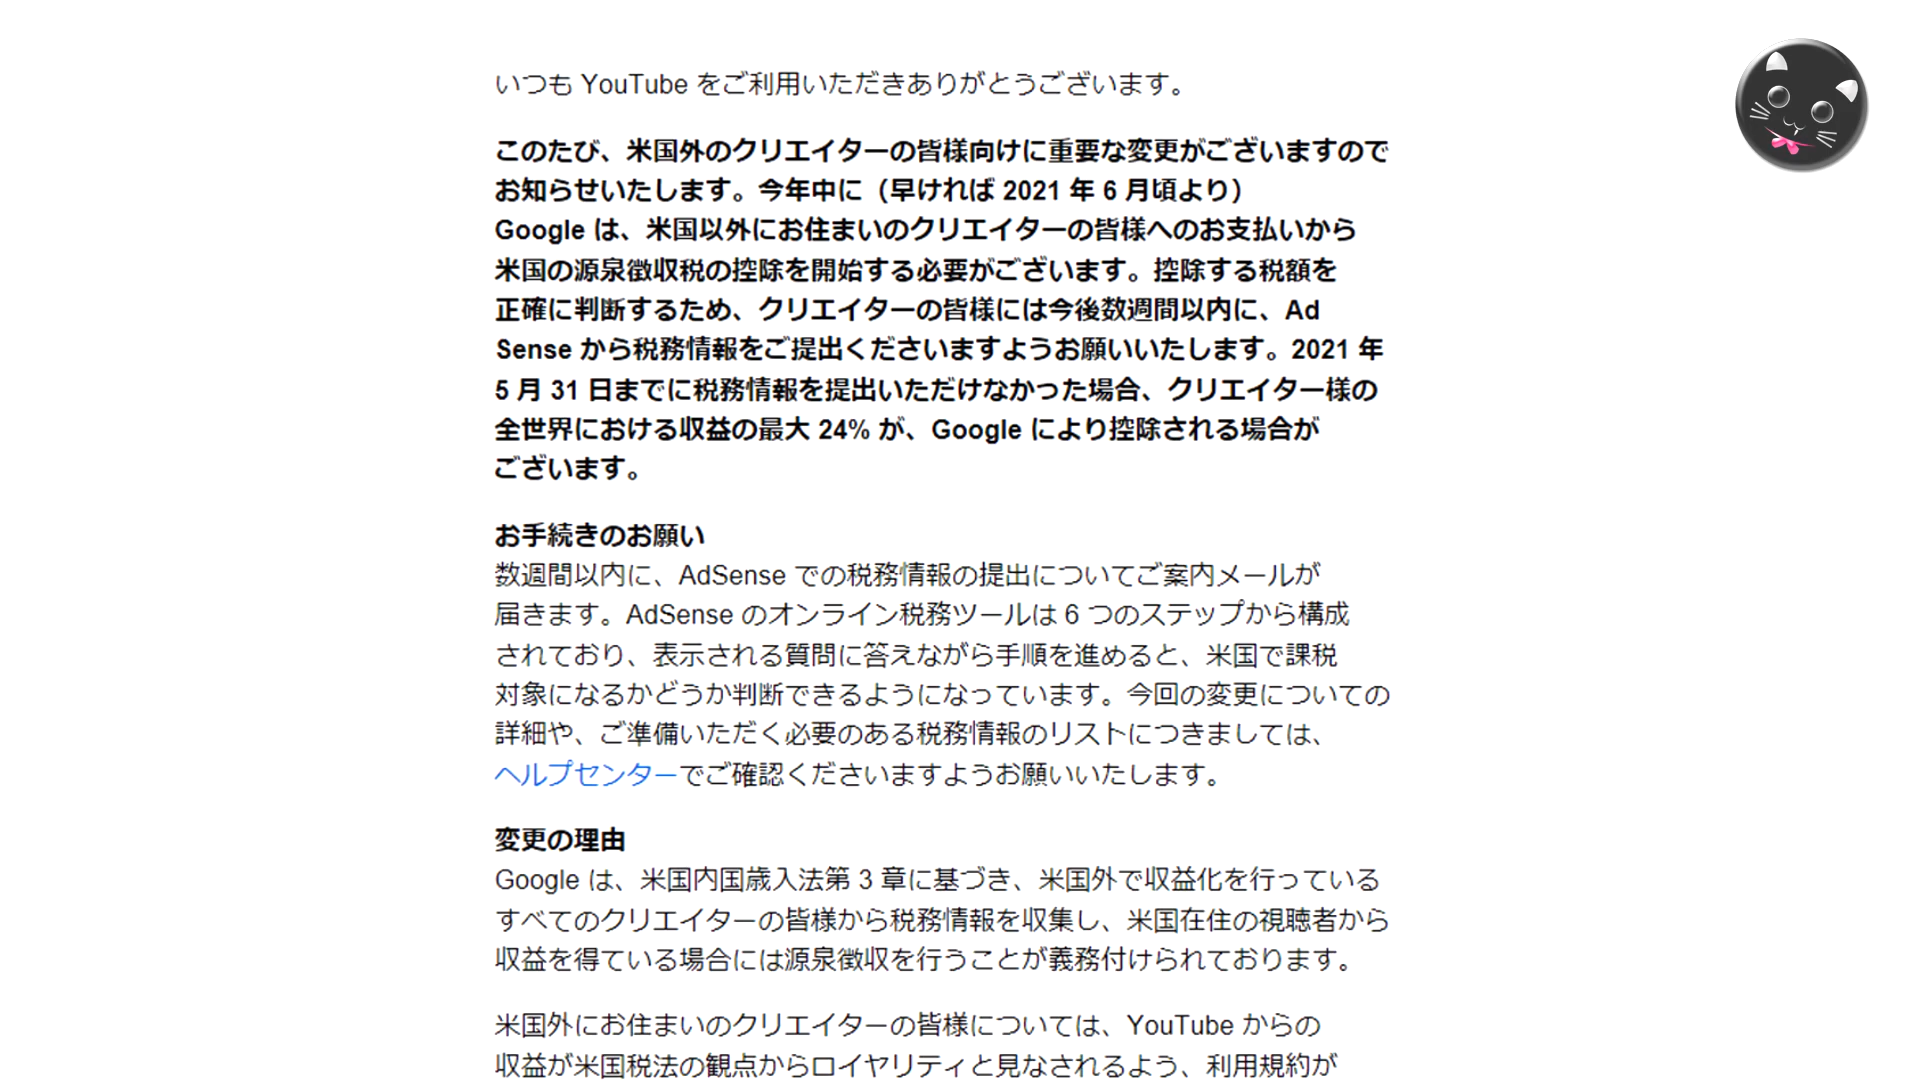 いつも YouTube をご利用いただきありがとうございます。
このたび、米国外のクリエイターの皆様向けに重要な変更がございますので
お知らせいたします。今年中に（早ければ 2021 年 6 月頃より）
Google は、米国以外にお住まいのクリエイターの皆様へのお支払いから
米国の源泉徴収税の控除を開始する必要がございます。控除する税額を
正確に判断するため、クリエイターの皆様には今後数週間以内に、Ad
Sense から税務情報をご提出くださいますようお願いいたします。2021 年
5 月 31 日までに税務情報を提出いただけなかった場合、クリエイター様の
全世界における収益の最大 24% が、Google により控除される場合が
ございます。
お手続きのお願い
数週間以内に、AdSense での税務情報の提出についてご案内メールが
届きます。AdSense のオンライン税務ツールは 6 つのステップから構成
されており、表示される質問に答えながら手順を進めると、米国で課税
対象になるかどうか判断できるようになっています。今回の変更についての
詳細や、ご準備いただく必要のある税務情報のリストにつきましては、
ヘルプセンターでご確認くださいますようお願いいたします。
変更の理由
Google は、米国内国歳入法第 3 章に基づき、米国外で収益化を行っている
すべてのクリエイターの皆様から税務情報を収集し、米国在住の視聴者から
収益を得ている場合には源泉徴収を行うことが義務付けられております。
米国外にお住まいのクリエイターの皆様については、YouTube からの
収益が米国税法の観点からロイヤリティと見なされるよう、利用規約が